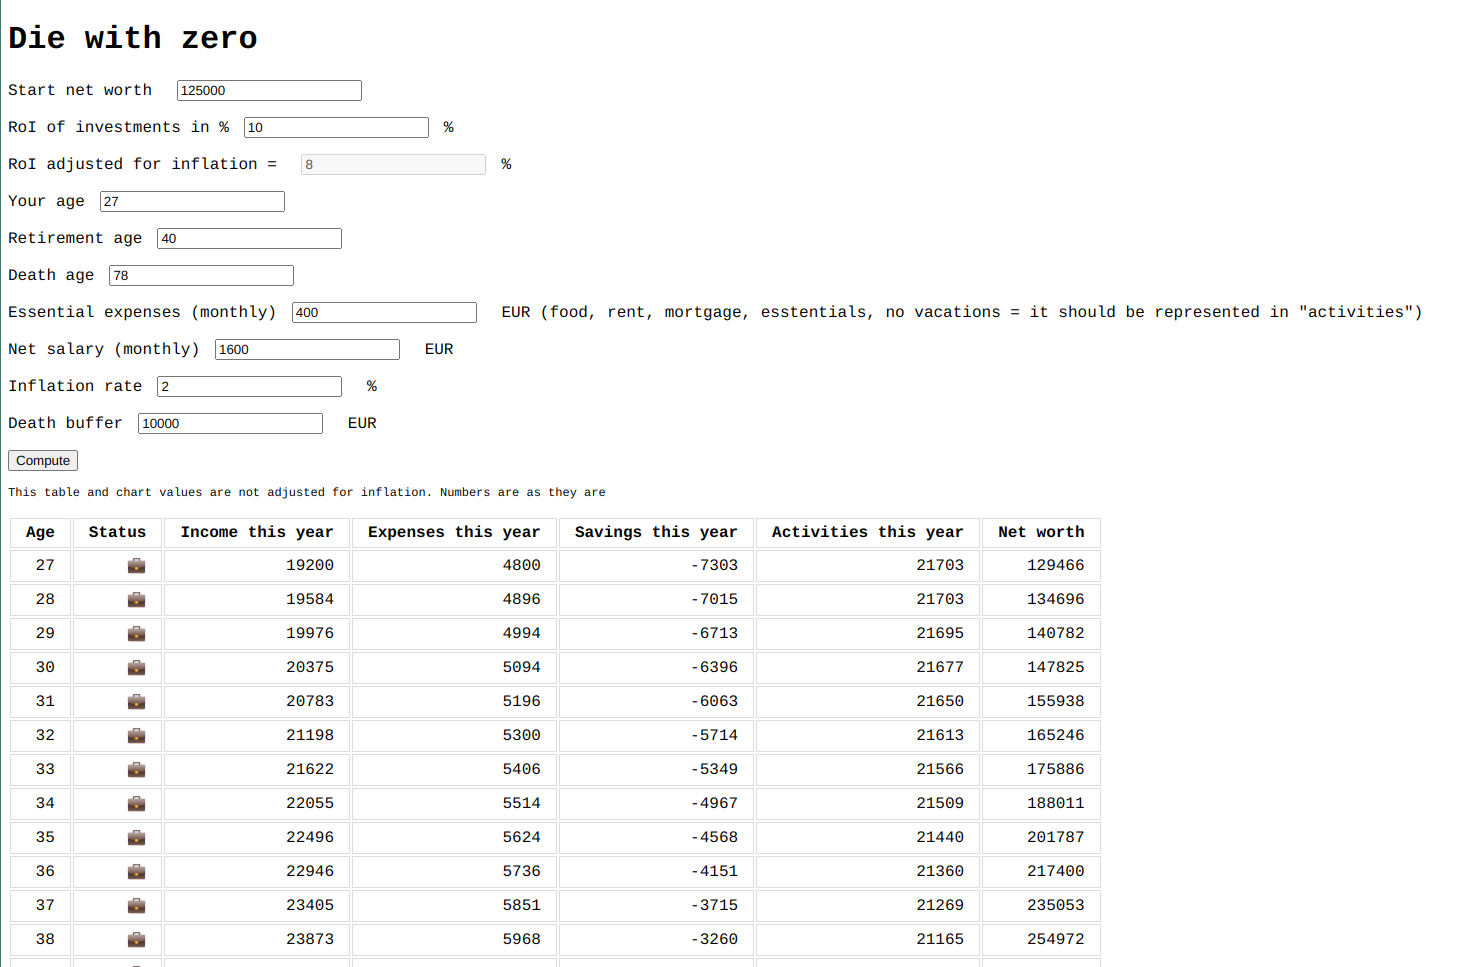 Die with zero
Start net worth 125000
RoI of investments in % 10 %
RoI adjusted for inflation = 8 %
Your age 27
Retirement age 40
Death age 78
Essential expenses (monthly) 400 EUR (food, rent, mortgage, esstentials, no vacations = it should be represented in "activities")
Net salary (monthly) 1600 EUR
Inflation rate 2 %
Death buffer 10000 EUR
Compute
This table and chart values are not adjusted for inflation. Numbers are as they are
Age Status Income this year Expenses this year Savings this year Activities this year Net worth
27 19200 4800 -7303 21703 129466
28 19584 4896 -7015 21703 134696
29 19976 4994 -6713 21695 140782
30 20375 5094 -6396 21677 147825
31 20783 5196 -6063 21650 155938
32 21198 5300 -5714 21613 165246
33 21622 5406 -5349 21566 175886
34 22055 5514 -4967 21509 188011
35 22496 5624 -4568 21440 201787
36 22946 5736 -4151 21360 217400
37 23405 5851 -3715 21269 235053
38 23873 5968 -3260 21165 254972